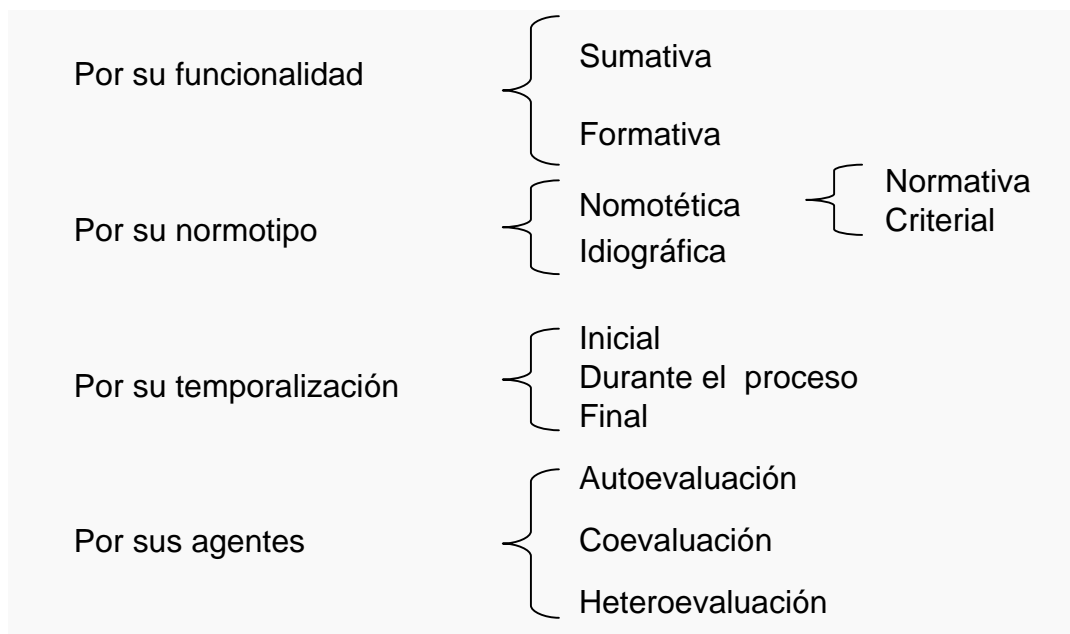 Por su funcionalidad
Sumativa
Formativa
Por su normotipo
Nomotética
Idiográfica
Normativa
Criterial
Por su temporalización
Inicial
Durante el proceso
Final
Por sus agentes
Autoevaluación
Coevaluación
Heteroevaluación